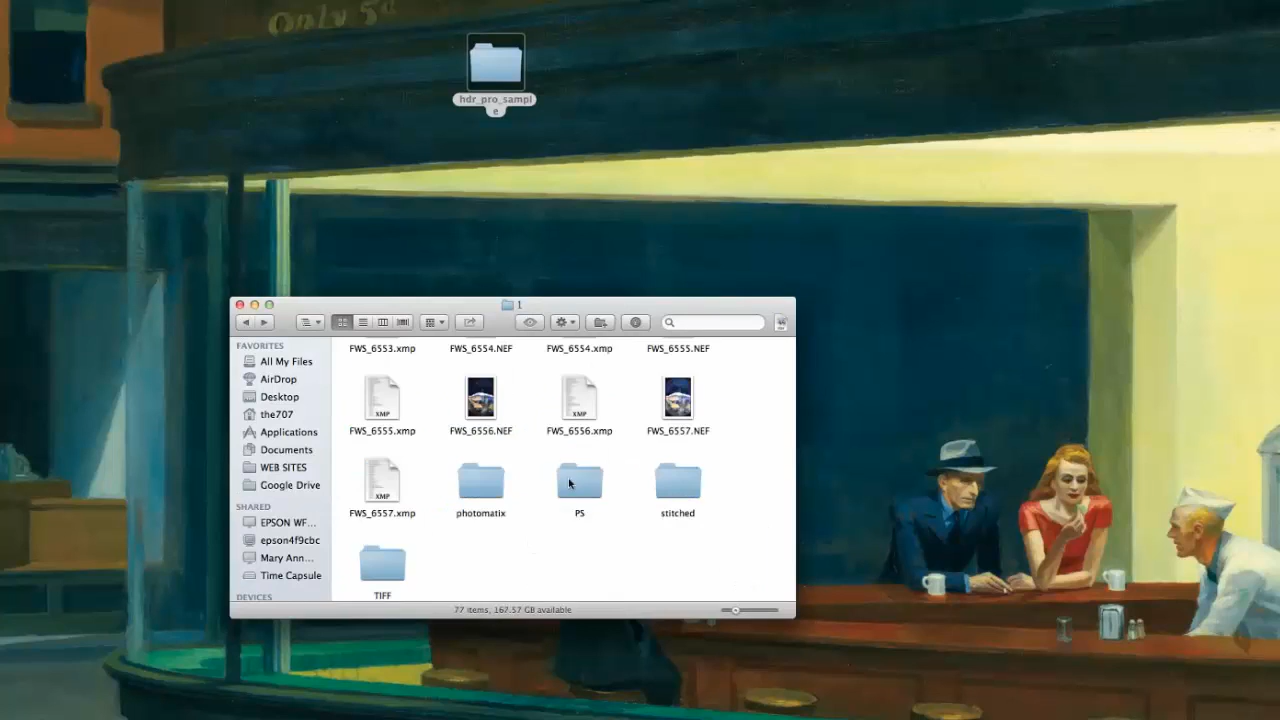 Only 5¢
hdr_pro_sampl
e
1
FAVORITES
All My Files
AirDrop
Desktop
the707
Applications
Documents
WEB SITES
Google Drive
SHARED
EPSON WF...
epson4f9cbc
Mary Ann...
Time Capsule
DEVICES
FWS_6553.xmp
FWS_6554.NEF
FWS_6554.xmp
FWS_6555.NEF
XMP
XMP
FWS_6555.xmp
FWS_6556.NEF
FWS_6556.xmp
FWS_6557.NEF
XMP
FWS_6557.xmp
photomatix
PS
stitched
TIFF
77 items, 167.57 GB available